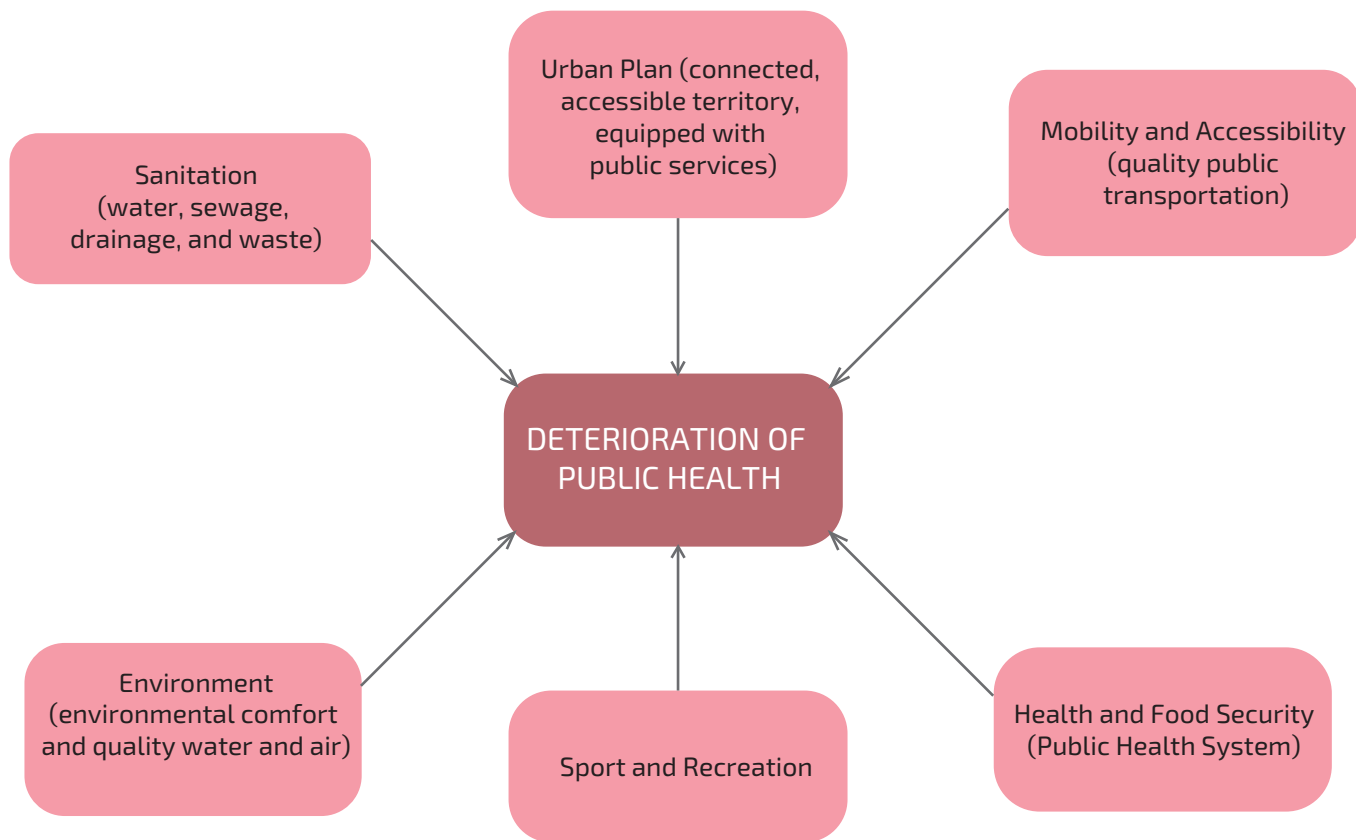 Urban Plan (connected,
accessible territory,
equipped with
public services)
Mobility and Accessibility
(quality public
transportation)
Sanitation
(water, sewage,
drainage, and waste)
DETERIORATION OF
PUBLIC HEALTH
Environment
(environmental comfort
and quality water and air)
Sport and Recreation
Health and Food Security
(Public Health System)